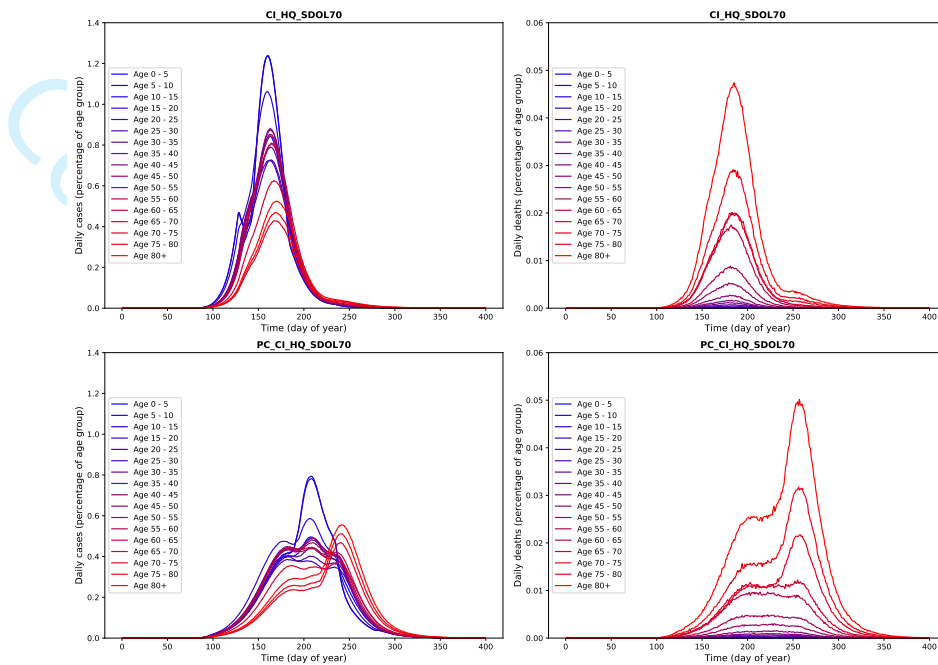 CI_HQ_SDOL70
1.4
1.2
1.0
0.8
0.6
0.4
0.2
0.0
Daily cases (percentage of age group)
Age 0 - 5
Age 5 - 10
Age 10 - 15
Age 15 - 20
Age 20 - 25
Age 25 - 30
Age 30 - 35
Age 35 - 40
Age 40 - 45
Age 45 - 50
Age 50 - 55
Age 55 - 60
Age 60 - 65
Age 65 - 70
Age 70 - 75
Age 75 - 80
Age 80+
0 50 100 150 200 250 300 350 400
Time (day of year)
CI_HQ_SDOL70
0.06
0.05
0.04
0.03
0.02
0.01
0.00
Daily deaths (percentage of age group)
Age 0 - 5
Age 5 - 10
Age 10 - 15
Age 15 - 20
Age 20 - 25
Age 25 - 30
Age 30 - 35
Age 35 - 40
Age 40 - 45
Age 45 - 50
Age 50 - 55
Age 55 - 60
Age 60 - 65
Age 65 - 70
Age 70 - 75
Age 75 - 80
Age 80+
0 50 100 150 200 250 300 350 400
Time (day of year)
PC_CI_HQ_SDOL70
1.4
1.2
1.0
0.8
0.6
0.4
0.2
0.0
Daily cases (percentage of age group)
Age 0 - 5
Age 5 - 10
Age 10 - 15
Age 15 - 20
Age 20 - 25
Age 25 - 30
Age 30 - 35
Age 35 - 40
Age 40 - 45
Age 45 - 50
Age 50 - 55
Age 55 - 60
Age 60 - 65
Age 65 - 70
Age 70 - 75
Age 75 - 80
Age 80+
0 50 100 150 200 250 300 350 400
Time (day of year)
PC_CI_HQ_SDOL70
0.06
0.05
0.04
0.03
0.02
0.01
0.00
Daily deaths (percentage of age group)
Age 0 - 5
Age 5 - 10
Age 10 - 15
Age 15 - 20
Age 20 - 25
Age 25 - 30
Age 30 - 35
Age 35 - 40
Age 40 - 45
Age 45 - 50
Age 50 - 55
Age 55 - 60
Age 60 - 65
Age 65 - 70
Age 70 - 75
Age 75 - 80
Age 80+
0 50 100 150 200 250 300 350 400
Time (day of year)